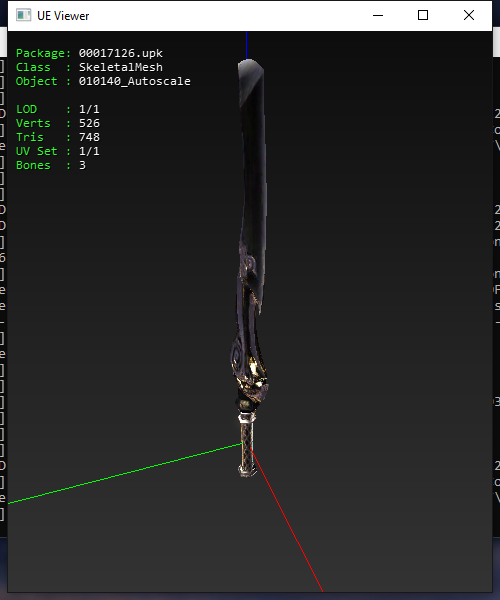 UE Viewer
Package: 00017126.upk
Class  : SkeletalMesh
Object : 010140_Autoscale
LOD    : 1/1
Verts  : 526
Tris   : 748
UV Set : 1/1
Bones  : 3